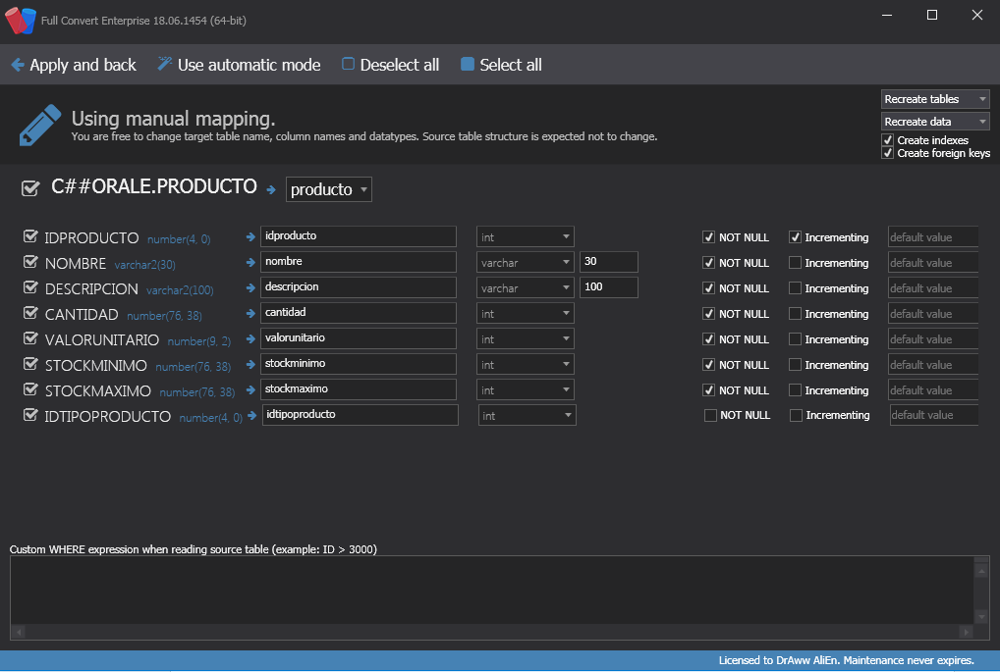 Full Convert Enterprise 18.06.1454 (64-bit)
Apply and back Use automatic mode Deselect all Select all
Using manual mapping.
You are free to change target table name, column names and datatypes. Source table structure is expected not to change.
Recreate tables
Recreate data
Create indexes
Create foreign keys
C##ORALE.PRODUCTO producto
IDPRODUCTO number(4, 0) idproducto int NOT NULL Incrementing default value
NOMBRE varchar2(30) nombre varchar 30 NOT NULL Incrementing default value
DESCRIPCION varchar2(100) descripcion varchar 100 NOT NULL Incrementing default value
CANTIDAD number(76, 38) cantidad int NOT NULL Incrementing default value
VALORUNITARIO number(9, 2) valorunitario int NOT NULL Incrementing default value
STOCKMINIMO number(76, 38) stockminimo int NOT NULL Incrementing default value
STOCKMAXIMO number(76, 38) stockmaximo int NOT NULL Incrementing default value
IDTIPOPRODUCTO number(4, 0) idtipoproducto int NOT NULL Incrementing default value
Custom WHERE expression when reading source table (example: ID > 3000)
Licensed to DrAww AliEn. Maintenance never expires.